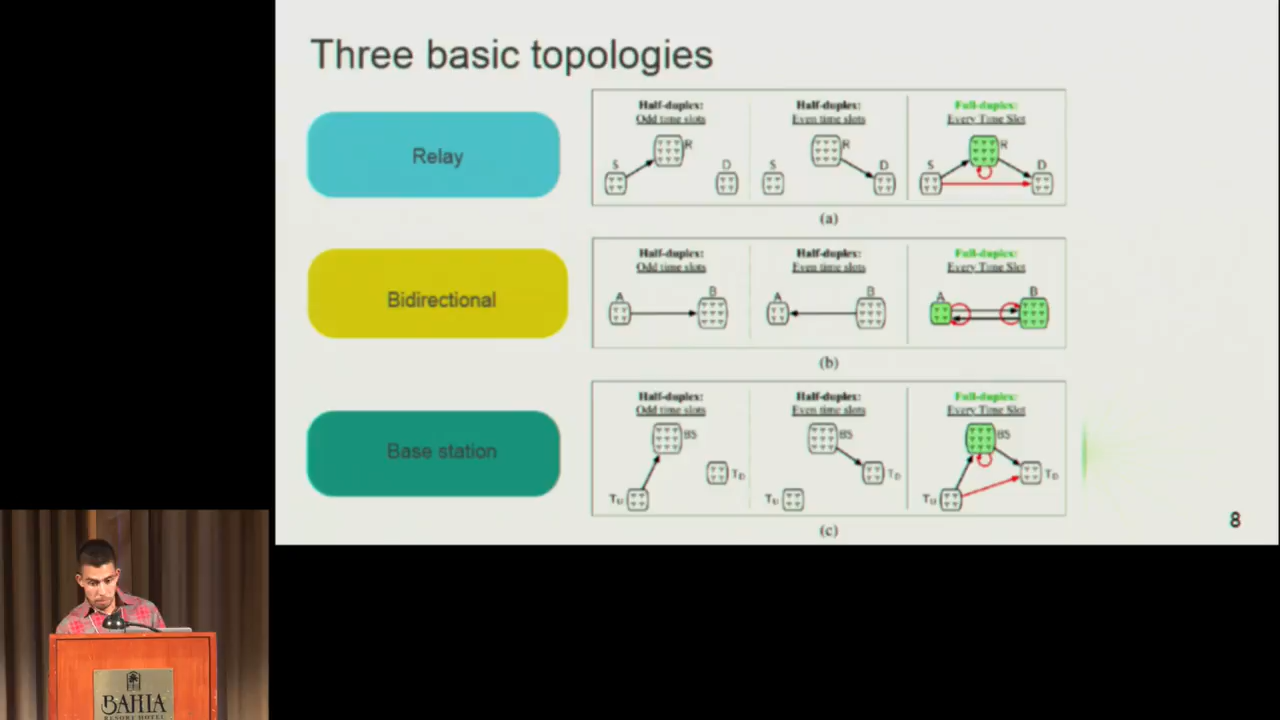 Three basic topologies
Relay
Half-duplex:
Odd time slots
S
R
D
Half-duplex:
Even time slots
S
R
D
Full-duplex:
Every Time Slot
S
R
D
(a)
Bidirectional
Half-duplex:
Odd time slots
A
B
Half-duplex:
Even time slots
A
B
Full-duplex:
Every Time Slot
A
B
(b)
Base station
Half-duplex:
Odd time slots
BS
TD
TU
Half-duplex:
Even time slots
BS
TD
TU
Full-duplex:
Every Time Slot
BS
TD
TU
(c)
8
BAHIA
RESORT HOTEL